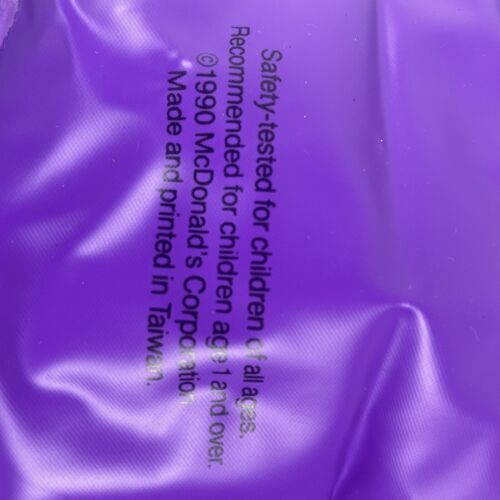 Safety-tested for children of all ages.
Recommended for children age 1 and over.
©1990 McDonald's Corporation
Made and printed in Taiwan.